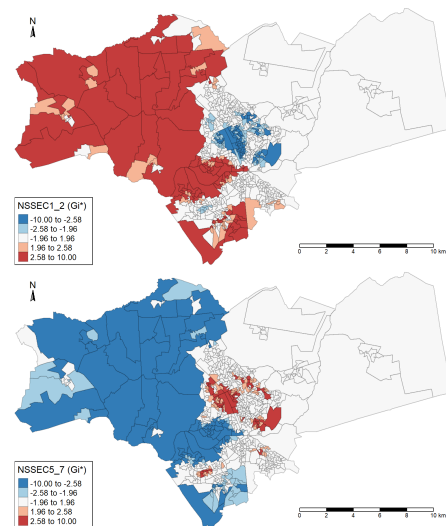 N
NSSEC1_2 (Gi*)
-10.00 to -2.58
-2.58 to -1.96
-1.96 to 1.96
1.96 to 2.58
2.58 to 10.00
0 2 4 6 8 10 km
N
NSSEC5_7 (Gi*)
-10.00 to -2.58
-2.58 to -1.96
-1.96 to 1.96
1.96 to 2.58
2.58 to 10.00
0 2 4 6 8 10 km